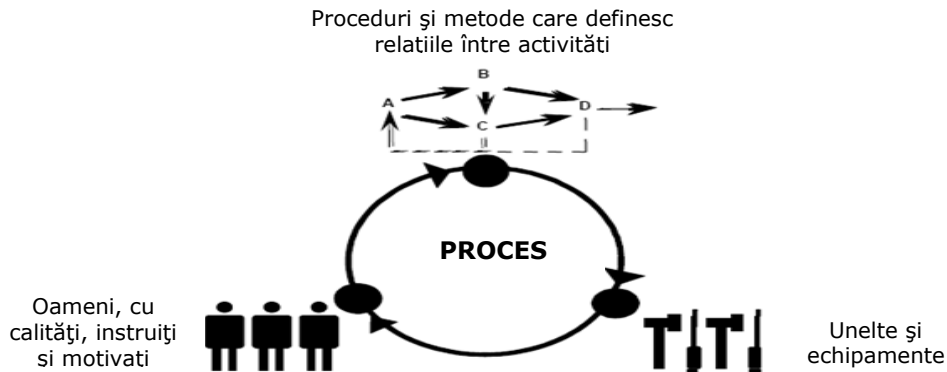 Proceduri şi metode care definesc
relatiile între activităti
B
A
D
C
PROCES
Oameni, cu
calităţi, instruiţi
si motivati
Unelte şi
echipamente